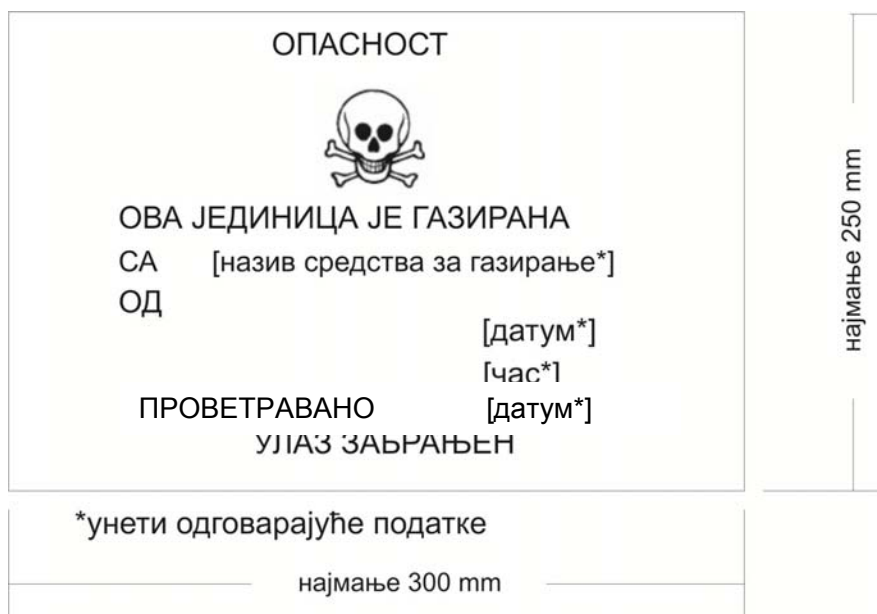 ОПАСНОСТ
ОВА ЈЕДИНИЦА ЈЕ ГАЗИРАНА
СА [назив средства за газирање*]
ОД
[датум*]
[час*]
ПРОВЕТРАВАНО [датум*]
УЛАЗ ЗАБРАЊЕН
*унети одговарајуће податке
најмање 300 mm
најмање 250 mm